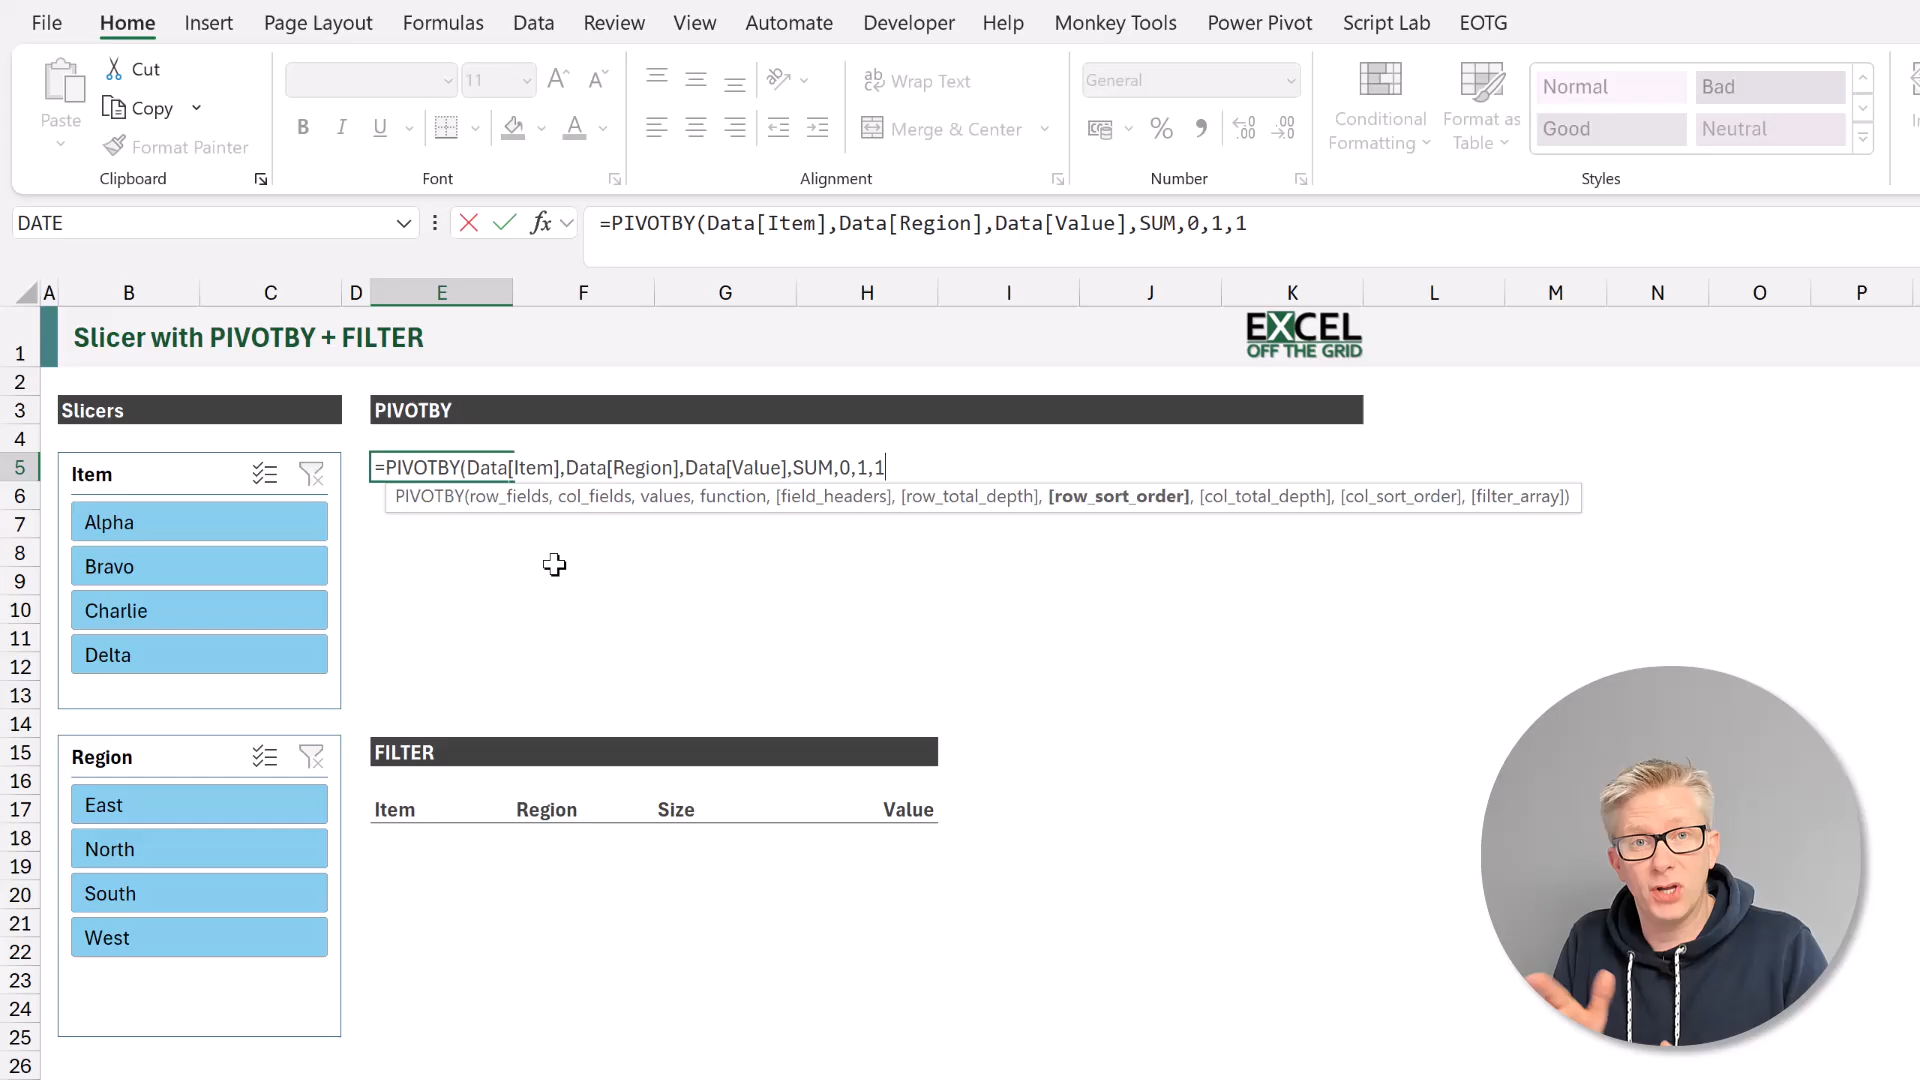 File Home Insert Page Layout Formulas Data Review View Automate Developer Help Monkey Tools Power Pivot Script Lab EOTG
Paste
Cut
Copy
Format Painter
Clipboard
11
B I U
Font
Wrap Text
Merge & Center
Alignment
General
Number
Conditional Formatting
Format as Table
Normal Bad
Good Neutral
Styles
DATE
fx
=PIVOTBY(Data[Item],Data[Region],Data[Value],SUM,0,1,1
A B C D E F G H I J K L M N O P
1 Slicer with PIVOTBY + FILTER
EXCEL
OFF THE GRID
2
3 Slicers PIVOTBY
4
5 Item =PIVOTBY(Data[Item],Data[Region],Data[Value],SUM,0,1,1
6 PIVOTBY(row_fields, col_fields, values, function, [field_headers], [row_total_depth], [row_sort_order], [col_total_depth], [col_sort_order], [filter_array])
7 Alpha
8
9 Bravo
10 Charlie
11
12 Delta
13
14
15 Region FILTER
16
17 East Item Region Size Value
18 North
19
20 South
21
22 West
23
24
25
26